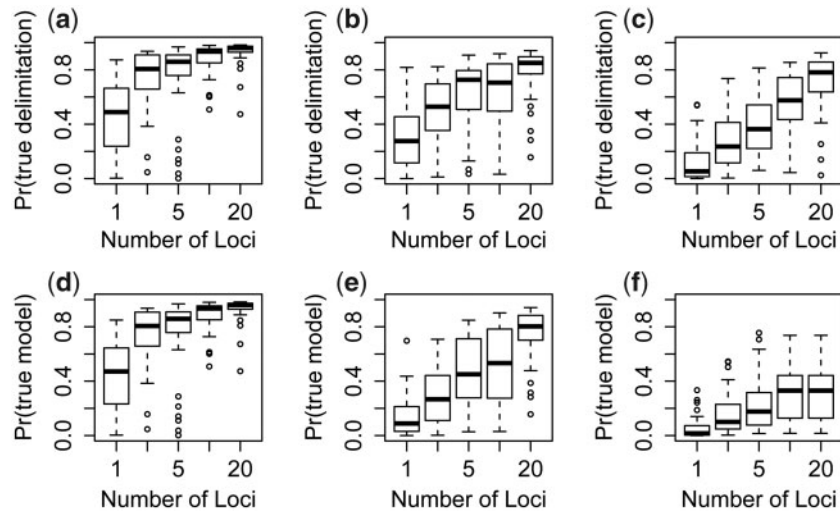 (a)
Pr(true delimitation)
0.0 0.4 0.8
1 5 20
Number of Loci
(b)
Pr(true delimitation)
0.0 0.4 0.8
1 5 20
Number of Loci
(c)
Pr(true delimitation)
0.0 0.4 0.8
1 5 20
Number of Loci
(d)
Pr(true model)
0.0 0.4 0.8
1 5 20
Number of Loci
(e)
Pr(true model)
0.0 0.4 0.8
1 5 20
Number of Loci
(f)
Pr(true model)
0.0 0.4 0.8
1 5 20
Number of Loci